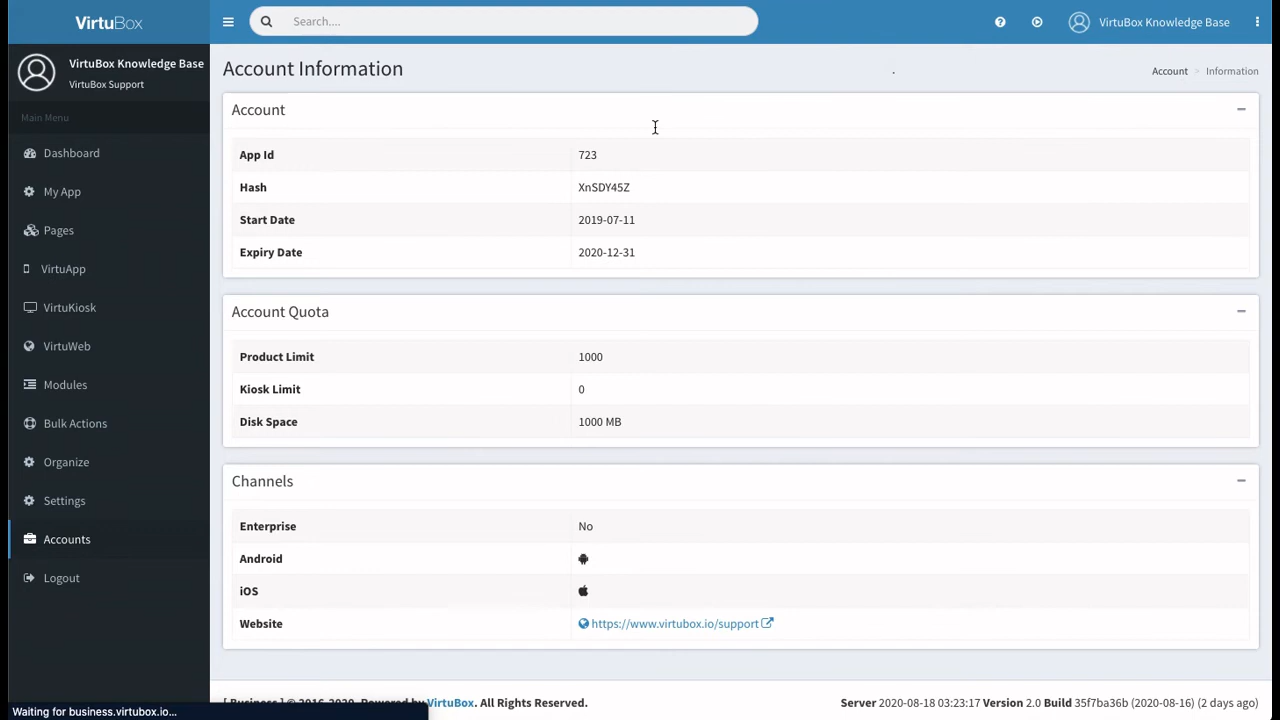 VirtuBox
Search....
VirtuBox Knowledge Base
VirtuBox Knowledge Base
VirtuBox Support
Main Menu
Dashboard
My App
Pages
VirtuApp
VirtuKiosk
VirtuWeb
Modules
Bulk Actions
Organize
Settings
Accounts
Logout
Account Information
Account > Information
Account
App Id 723
Hash XnSDY45Z
Start Date 2019-07-11
Expiry Date 2020-12-31
Account Quota
Product Limit 1000
Kiosk Limit 0
Disk Space 1000 MB
Channels
Enterprise No
Android
iOS
Website https://www.virtubox.io/support
[ Business ] © 2016-2020. Powered by VirtuBox. All Rights Reserved.
Server 2020-08-18 03:23:17 Version 2.0 Build 35f7ba36b (2020-08-16) (2 days ago)
Waiting for business.virtubox.io...